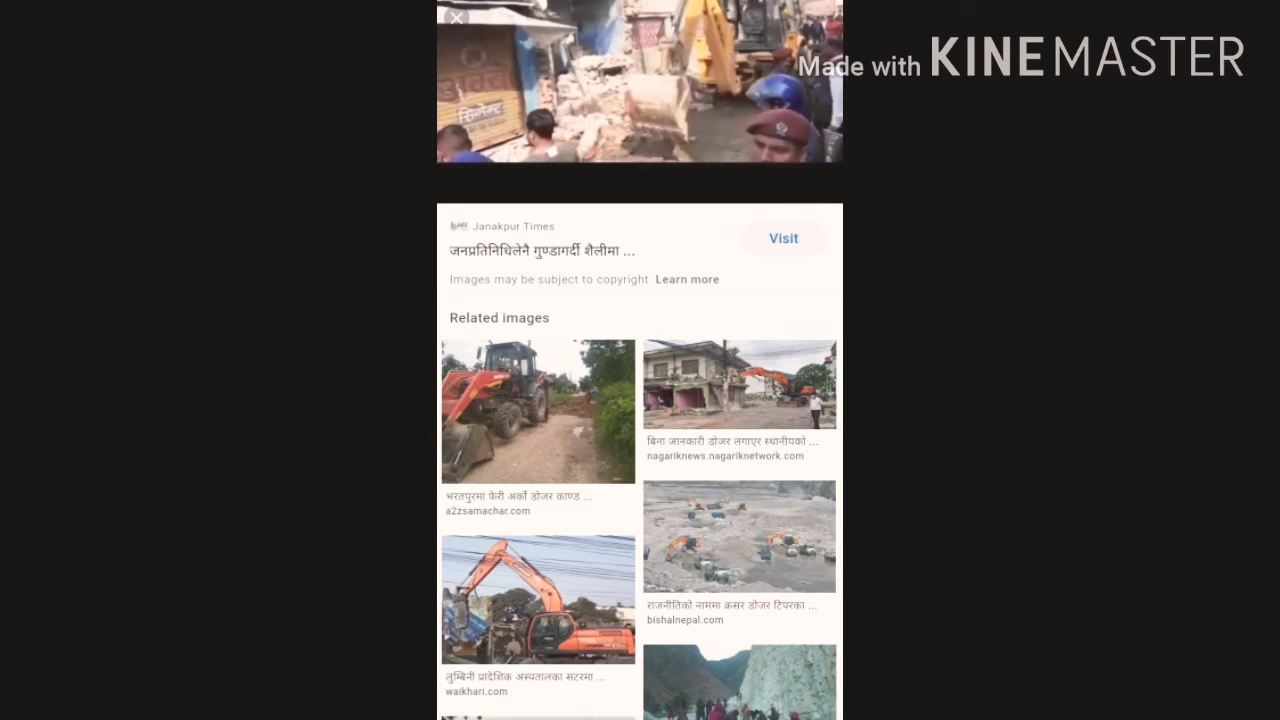 Made with KINEMASTER
सिमेन्ट
Janakpur Times
जनप्रतिनिधिलेनै गुण्डागर्दी शैलीमा ...
Visit
Images may be subject to copyright. Learn more
Related images
भरतपुरमा फेरी अर्को डोजर काण्ड ...
a2zsamachar.com
बिना जानकारी डोजर लगाएर स्थानीयको ...
nagariknews.nagariknetwork.com
राजनीतिको नाममा क्रसर डोजर टिपरका ...
bishalnepal.com
लुम्बिनी प्रादेशिक अस्पतालका सटरमा ...
waikhari.com